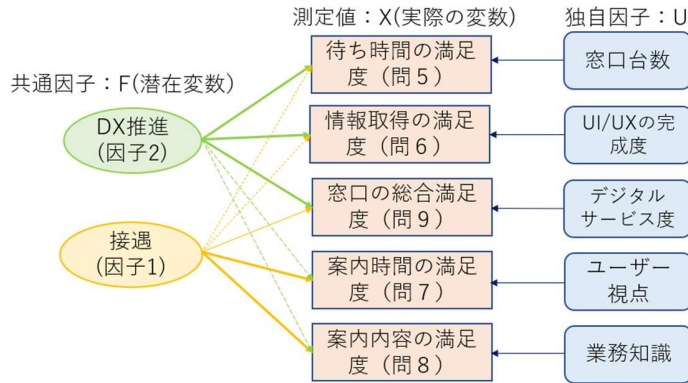 測定値：X(実際の変数)
独自因子：U
共通因子：F(潜在変数)
DX推進
(因子2)
接遇
(因子1)
待ち時間の満足
度（問５）
情報取得の満足
度（問６）
窓口の総合満足
度（問９）
案内時間の満足
度（問７）
案内内容の満足
度（問８）
窓口台数
UI/UXの完
成度
デジタル
サービス度
ユーザー
視点
業務知識